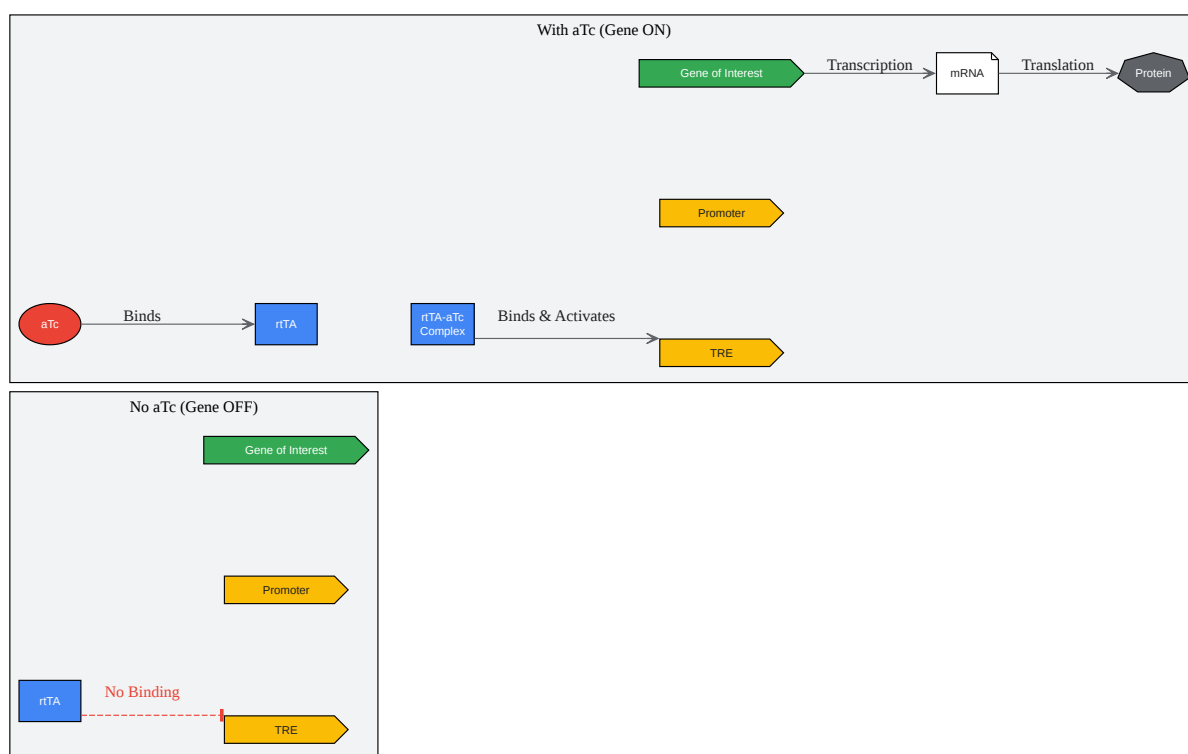 With aTc (Gene ON)
Gene of Interest
Transcription
mRNA
Translation
Protein
Promoter
aTc
Binds
rtTA
rtTA-aTc
Complex
Binds & Activates
TRE
No aTc (Gene OFF)
Gene of Interest
Promoter
rtTA
No Binding
TRE